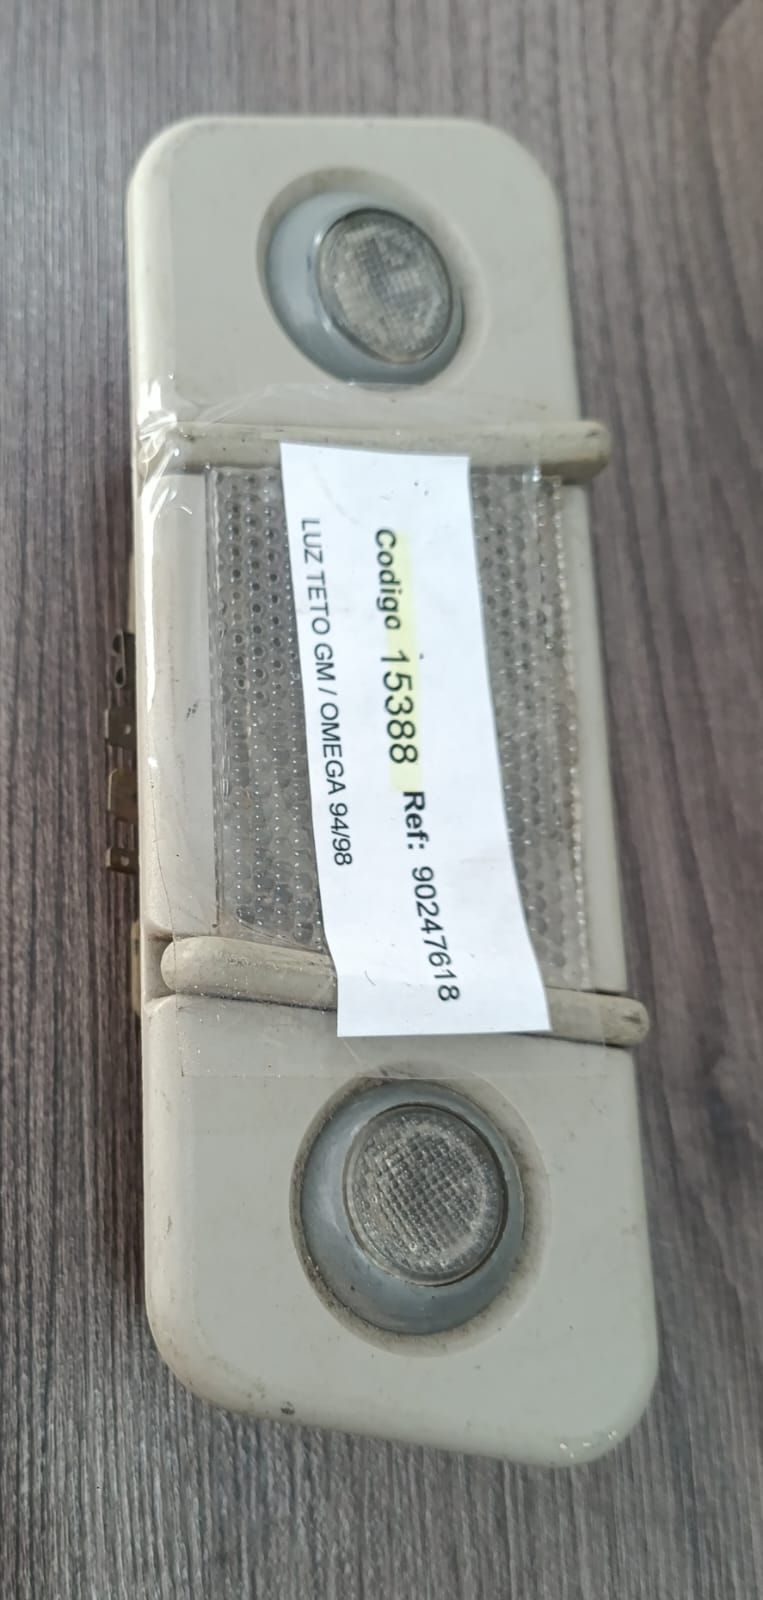 Codigo 15388 Ref: 90247618
LUZ TETO GM / OMEGA 94/98